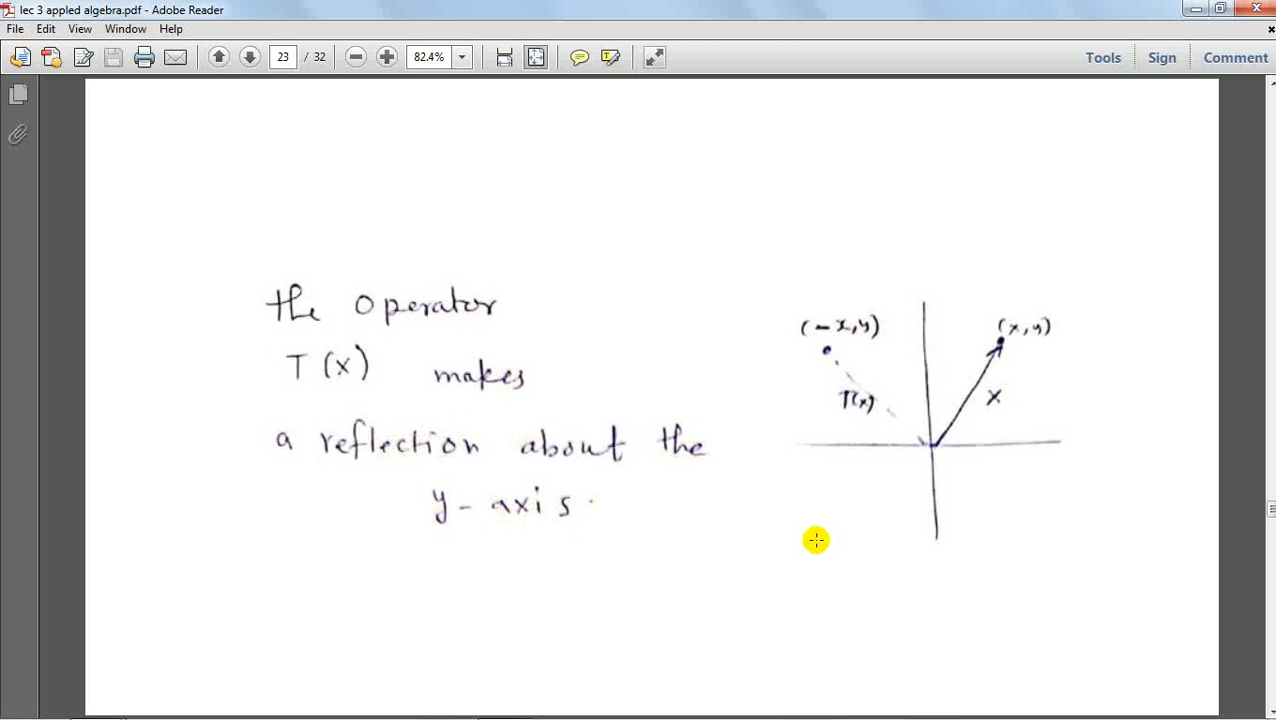 lec 3 appled algebra.pdf - Adobe Reader
File Edit View Window Help
23 / 32 82.4% Tools Sign Comment
the operator
T(x) makes
a reflection about the
y-axis.
(-x,y) (x,y)
T(x) X